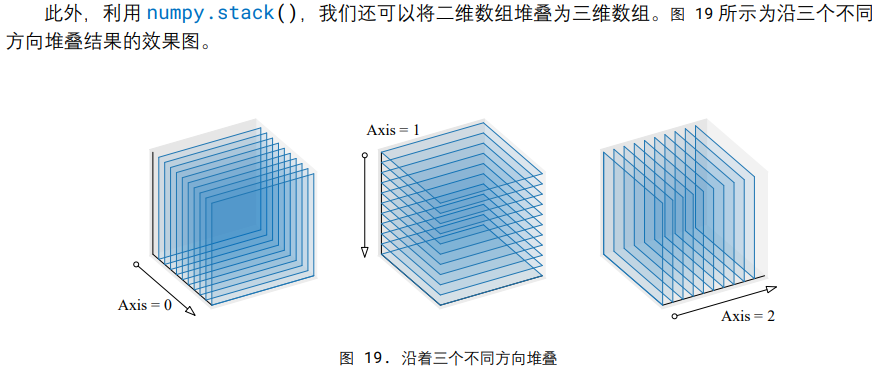 此外，利用 numpy.stack()，我们还可以将二维数组堆叠为三维数组。图 19 所示为沿三个不同
方向堆叠结果的效果图。
Axis = 0
Axis = 1
Axis = 2
图 19. 沿着三个不同方向堆叠